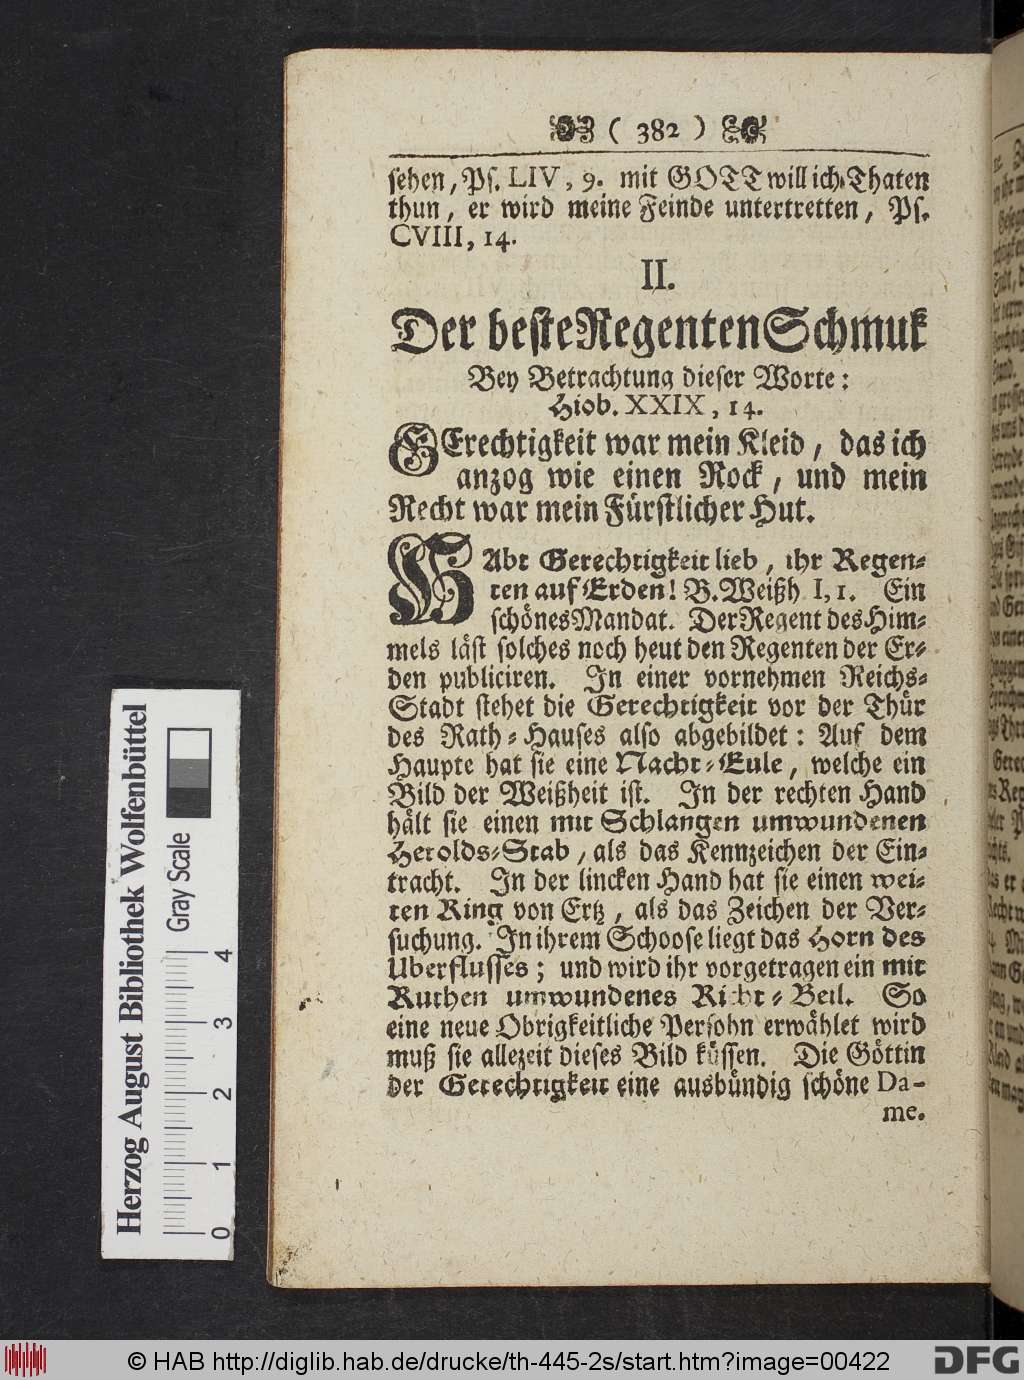 ( 382 )
sehen, Ps. LIV, 9. mit GOTT will ich Thaten
thun, er wird meine Feinde untertretten, Ps.
CVIII, 14.
II.
Der beste Regenten Schmuk
Bey Betrachtung dieser Worte:
Hiob. XXIX, 14.
GErechtigkeit war mein Kleid, das ich
anzog wie einen Rock, und mein
Recht war mein Fürstlicher Hut.
HAbt Gerechtigkeit lieb, ihr Regen-
ten auf Erden! B. Weißh I, 1. Ein
schönes Mandat. Der Regent des Him-
mels läst solches noch heut den Regenten der Er-
den publiciren. In einer vornehmen Reichs-
Stadt stehet die Gerechtigkeit vor der Thür
des Rath-Hauses also abgebildet: Auf dem
Haupte hat sie eine Nacht-Eule, welche ein
Bild der Weißheit ist. In der rechten Hand
hält sie einen mit Schlangen umwundenen
Herolds-Stab, als das Kennzeichen der Ein-
tracht. In der lincken Hand hat sie einen wei-
ten Ring von Ertz, als das Zeichen der Ver-
suchung. In ihrem Schoose liegt das Horn des
Uberflusses; und wird ihr vorgetragen ein mit
Ruthen umwundenes Richt-Beil. So
eine neue Obrigkeitliche Persohn erwählet wird
muß sie allezeit dieses Bild küssen. Die Göttin
der Gerechtigkeit eine ausbündig schöne Da-
me.
Herzog August Bibliothek Wolfenbüttel
Gray Scale
0 1 2 3 4
© HAB http://diglib.hab.de/drucke/th-445-2s/start.htm?image=00422
DFG